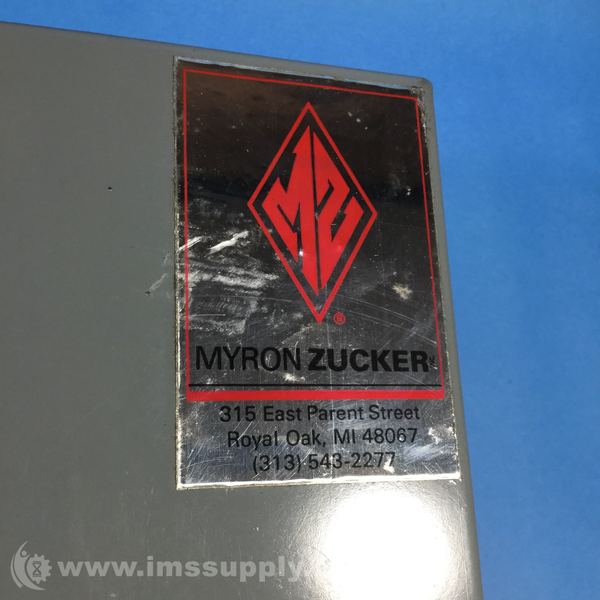 MZ
®
MYRON ZUCKER
315 East Parent Street
Royal Oak, MI 48067
(313) 543-2277
www.imssupply.